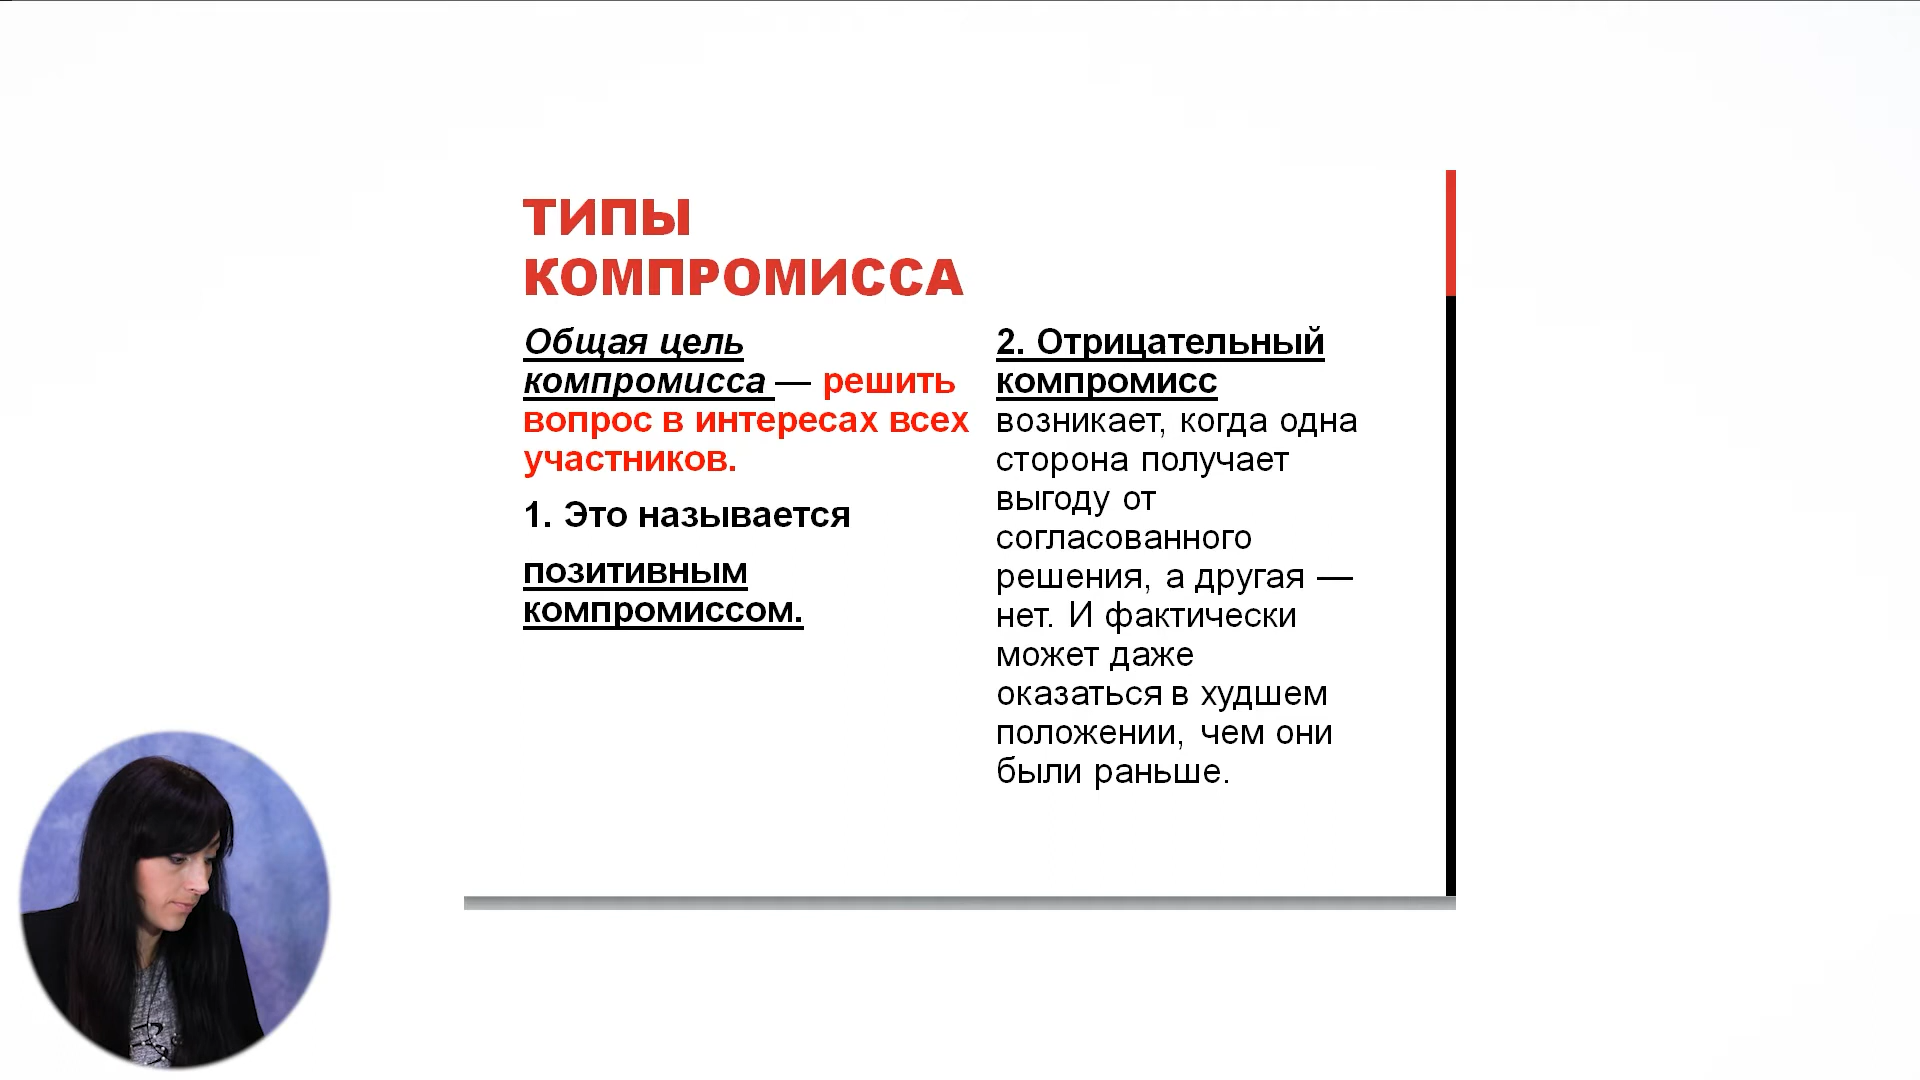 ТИПЫ
КОМПРОМИССА
Общая цель
компромисса — решить
вопрос в интересах всех
участников.
1. Это называется
позитивным
компромиссом.
2. Отрицательный
компромисс
возникает, когда одна
сторона получает
выгоду от
согласованного
решения, а другая —
нет. И фактически
может даже
оказаться в худшем
положении, чем они
были раньше.